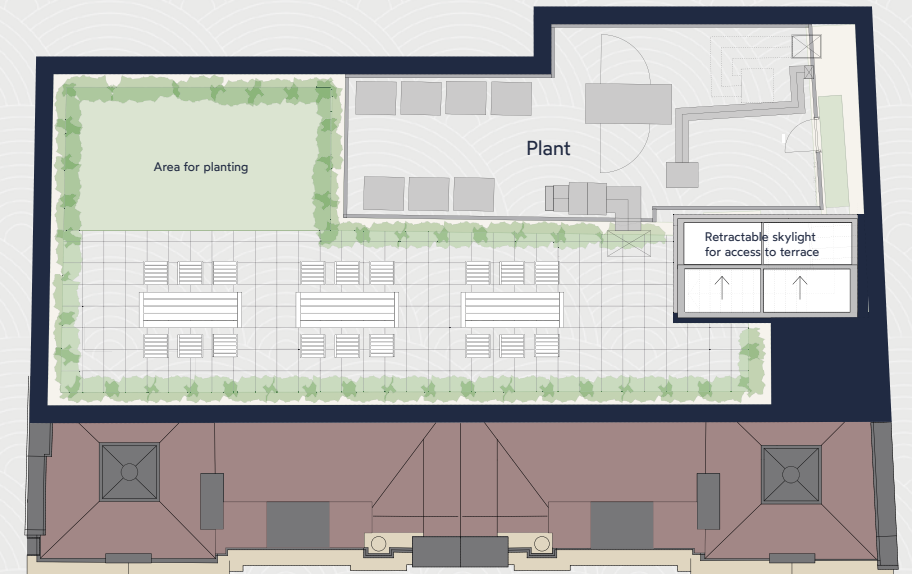 Plant
Area for planting
Retractable skylight
for access to terrace